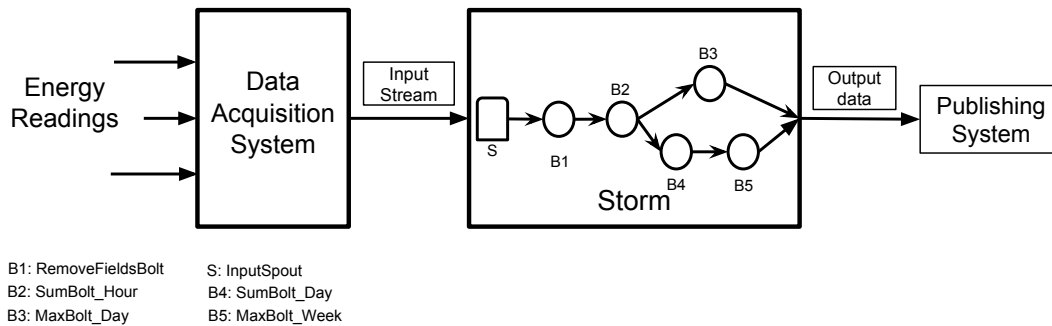 Energy
Readings
Data
Acquisition
System
Input
Stream
S
B1
B2
B3
B4
B5
Storm
Output
data
Publishing
System
B1: RemoveFieldsBolt
S: InputSpout
B2: SumBolt_Hour
B4: SumBolt_Day
B3: MaxBolt_Day
B5: MaxBolt_Week